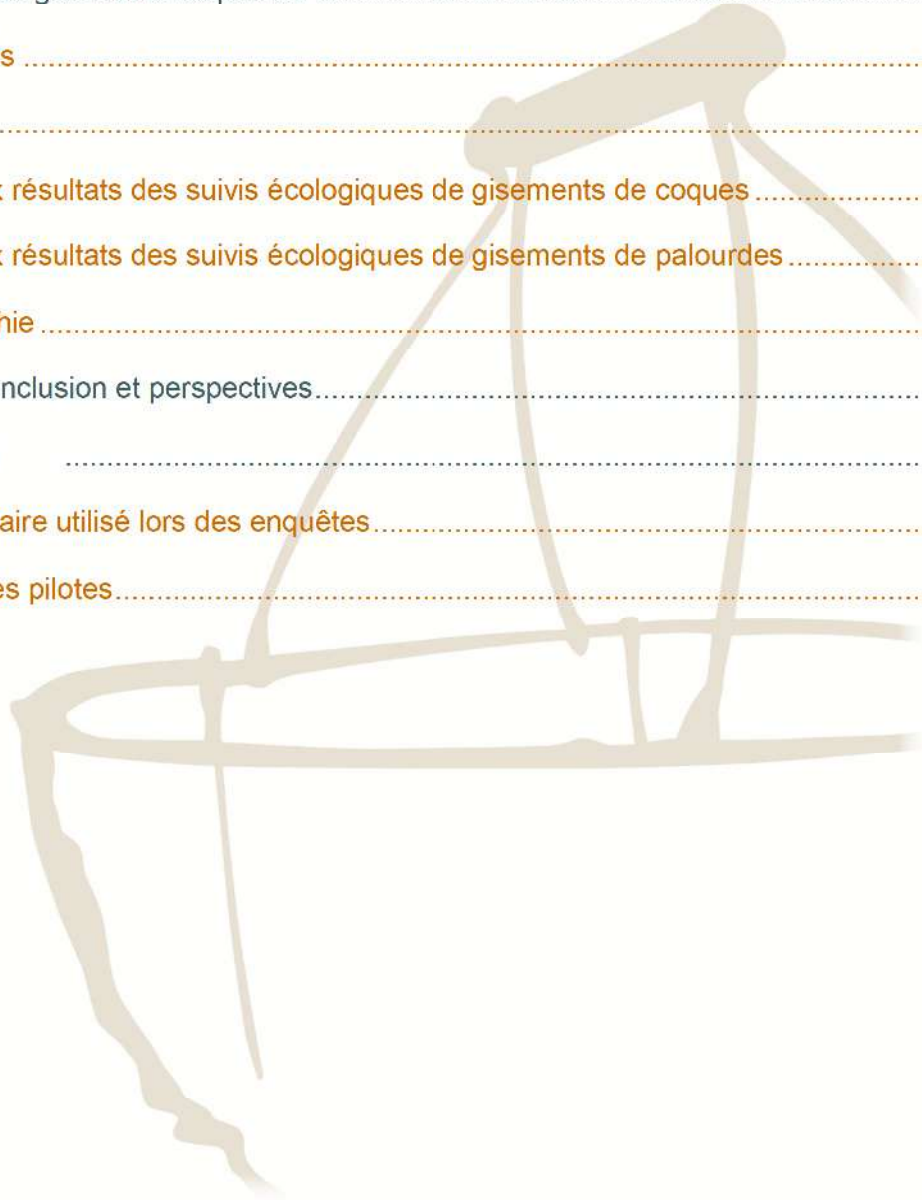 s ........................................................................................................
........................................................................................................
x résultats des suivis écologiques de gisements de coques ....................
x résultats des suivis écologiques de gisements de palourdes ...............
hie ........................................................................................................
nclusion et perspectives ....................................................................
........................................................................................................
aire utilisé lors des enquêtes ..............................................................
es pilotes ...........................................................................................